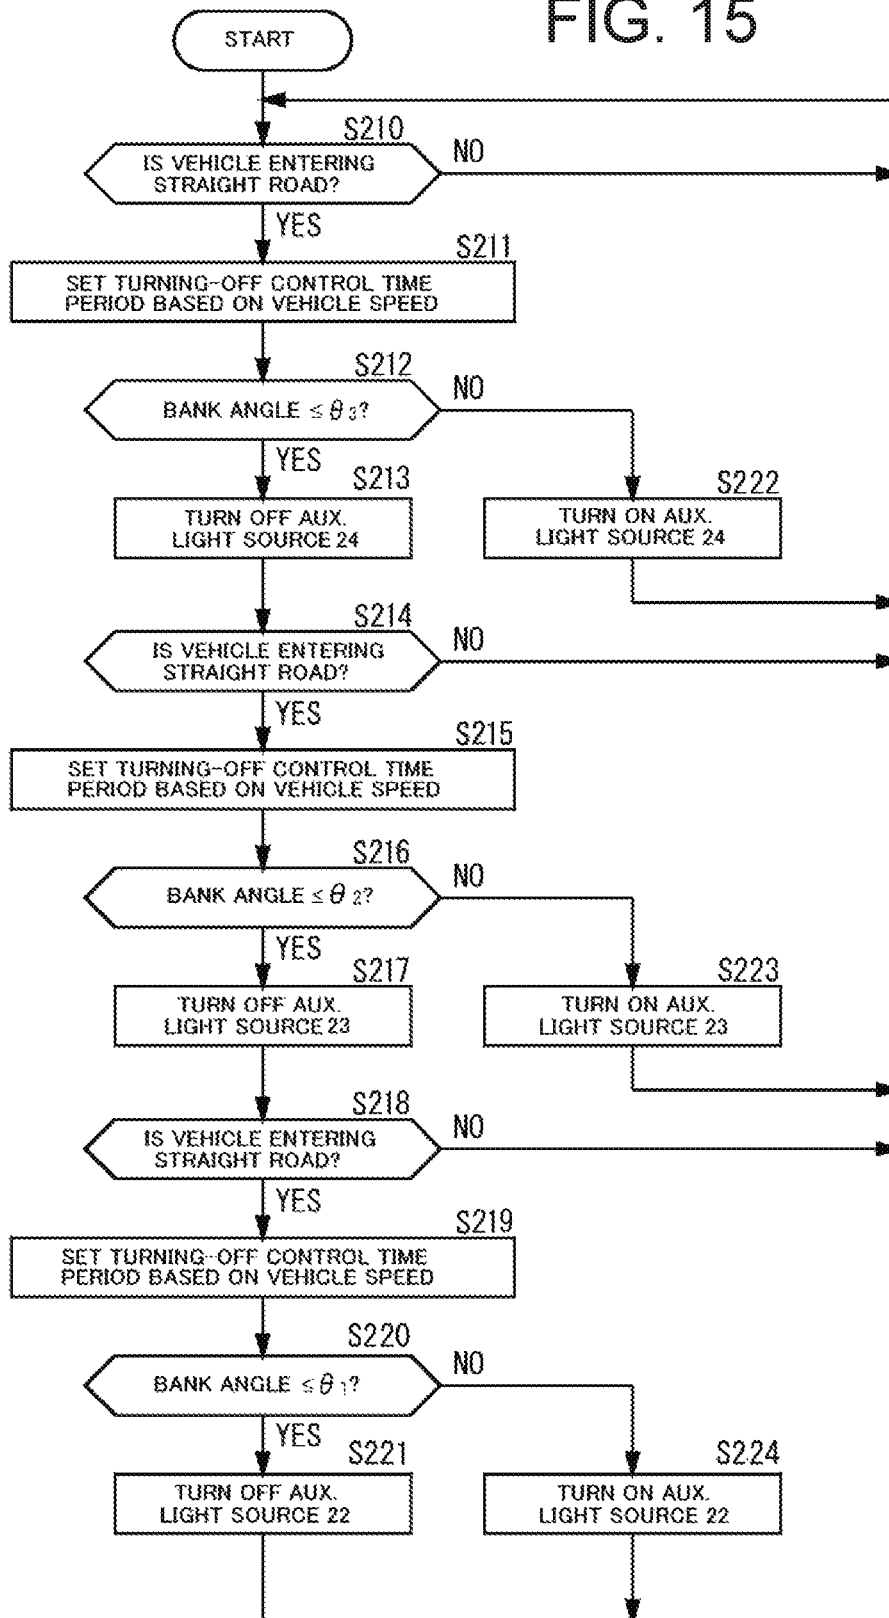 FIG. 15
START
S210
IS VEHICLE ENTERING
STRAIGHT ROAD?
NO
YES
S211
SET TURNING-OFF CONTROL TIME
PERIOD BASED ON VEHICLE SPEED
S212
BANK ANGLE ≤ θ3?
NO
YES
S213
TURN OFF AUX.
LIGHT SOURCE 24
S222
TURN ON AUX.
LIGHT SOURCE 24
S214
IS VEHICLE ENTERING
STRAIGHT ROAD?
NO
YES
S215
SET TURNING-OFF CONTROL TIME
PERIOD BASED ON VEHICLE SPEED
S216
BANK ANGLE ≤ θ2?
NO
YES
S217
TURN OFF AUX.
LIGHT SOURCE 23
S223
TURN ON AUX.
LIGHT SOURCE 23
S218
IS VEHICLE ENTERING
STRAIGHT ROAD?
NO
YES
S219
SET TURNING-OFF CONTROL TIME
PERIOD BASED ON VEHICLE SPEED
S220
BANK ANGLE ≤ θ1?
NO
YES
S221
TURN OFF AUX.
LIGHT SOURCE 22
S224
TURN ON AUX.
LIGHT SOURCE 22